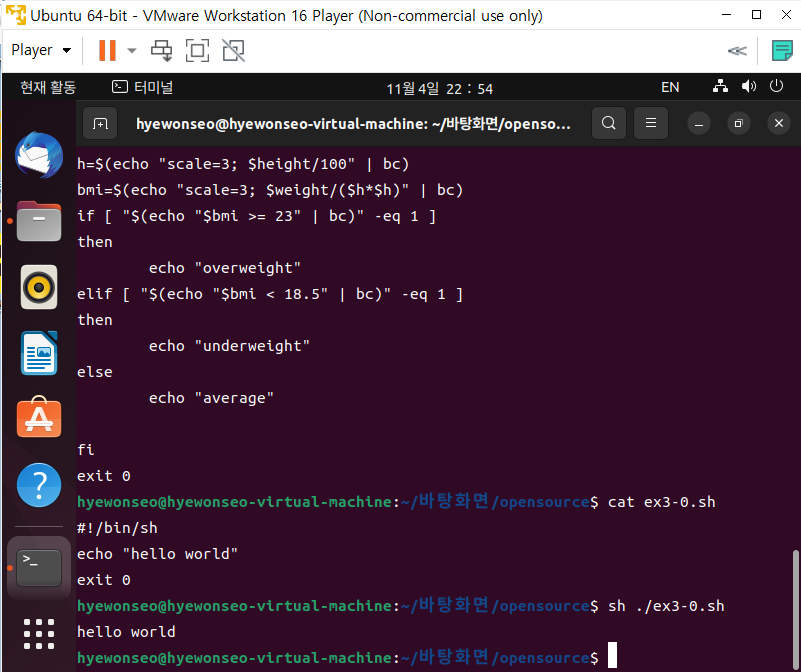 Ubuntu 64-bit - VMware Workstation 16 Player (Non-commercial use only)
Player
현재 활동 터미널 11월 4일 22 : 54 EN
hyewonseo@hyewonseo-virtual-machine: ~/바탕화면/openso...
h=$(echo "scale=3; $height/100" | bc)
bmi=$(echo "scale=3; $weight/($h*$h)" | bc)
if [ "$(echo "$bmi >= 23" | bc)" -eq 1 ]
then
        echo "overweight"
elif [ "$(echo "$bmi < 18.5" | bc)" -eq 1 ]
then
        echo "underweight"
else
        echo "average"
fi
exit 0
hyewonseo@hyewonseo-virtual-machine:~/바탕화면/opensource$ cat ex3-0.sh
#!/bin/sh
echo "hello world"
exit 0
hyewonseo@hyewonseo-virtual-machine:~/바탕화면/opensource$ sh ./ex3-0.sh
hello world
hyewonseo@hyewonseo-virtual-machine:~/바탕화면/opensource$